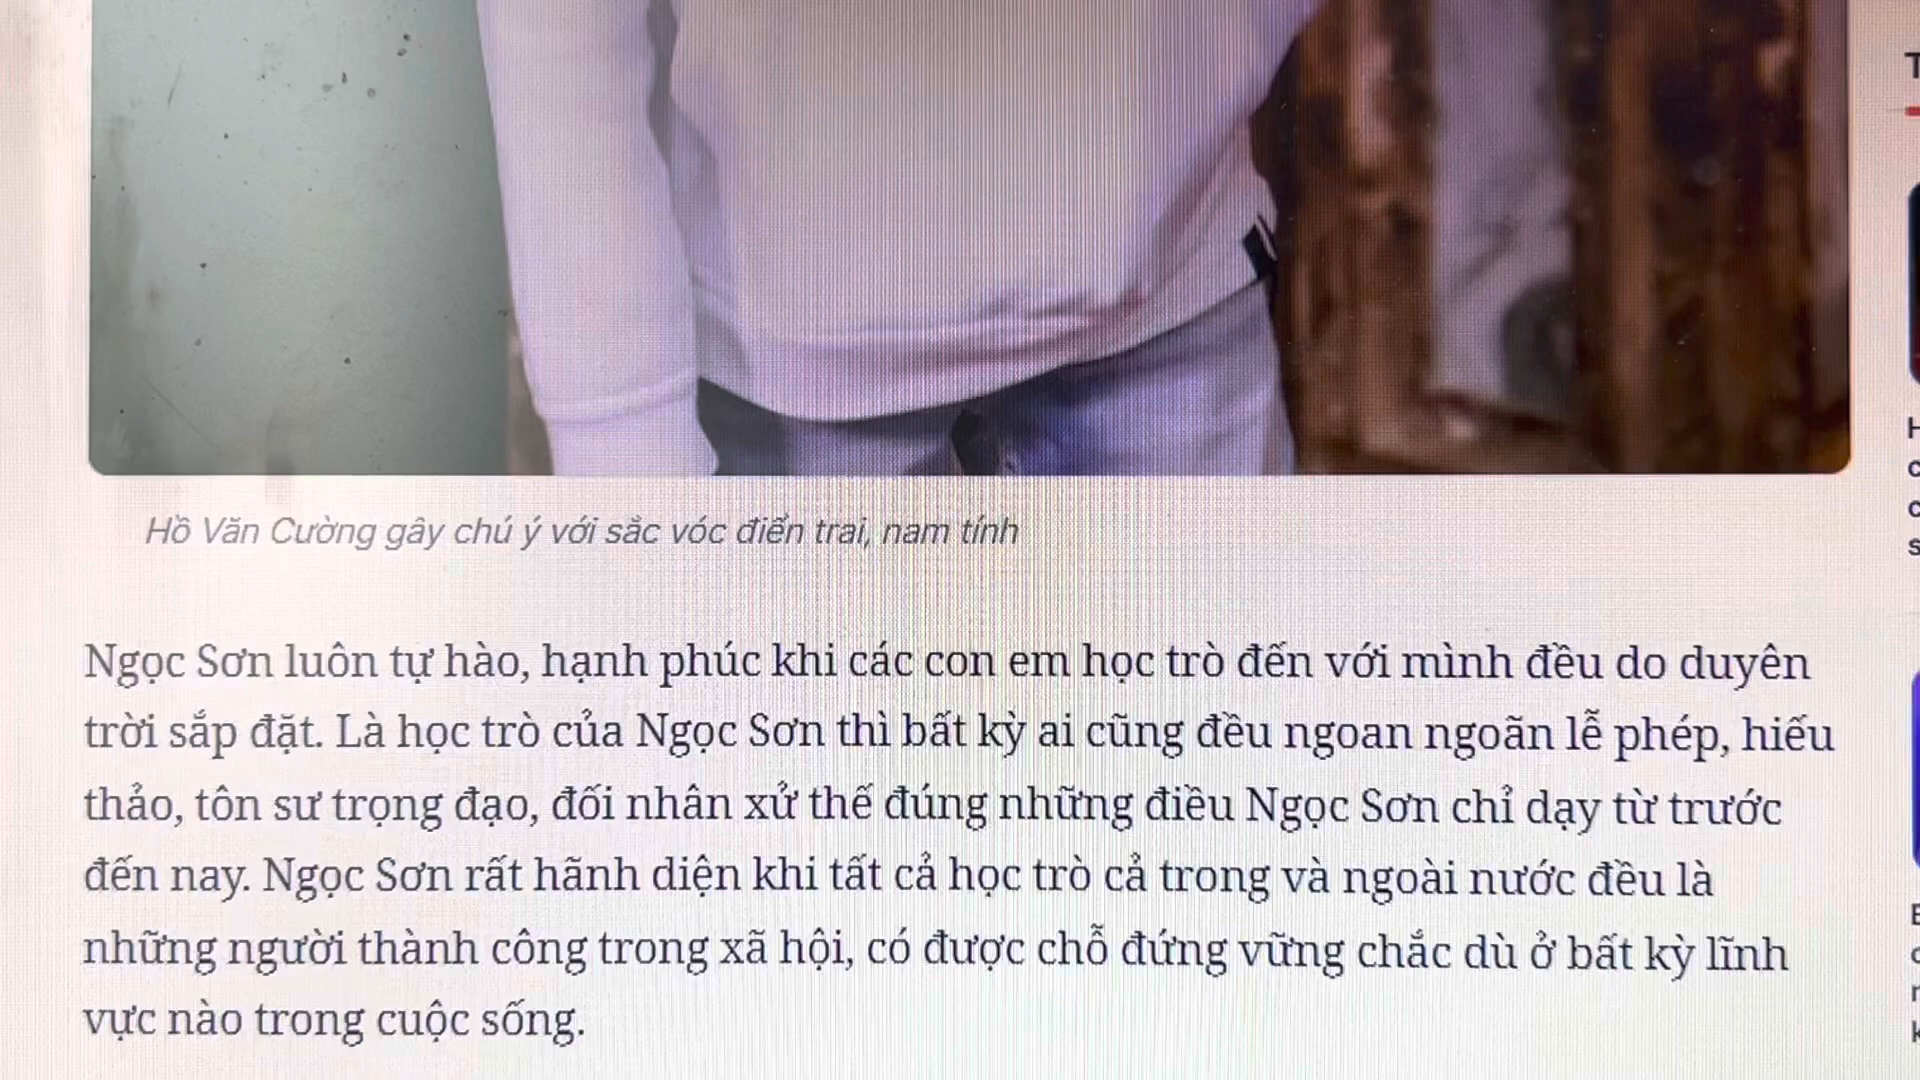 Hồ Văn Cường gây chú ý với sắc vóc điển trai, nam tính
Ngọc Sơn luôn tự hào, hạnh phúc khi các con em học trò đến với mình đều do duyên
trời sắp đặt. Là học trò của Ngọc Sơn thì bất kỳ ai cũng đều ngoan ngoãn lễ phép, hiếu
thảo, tôn sư trọng đạo, đối nhân xử thế đúng những điều Ngọc Sơn chỉ dạy từ trước
đến nay. Ngọc Sơn rất hãnh diện khi tất cả học trò cả trong và ngoài nước đều là
những người thành công trong xã hội, có được chỗ đứng vững chắc dù ở bất kỳ lĩnh
vực nào trong cuộc sống.